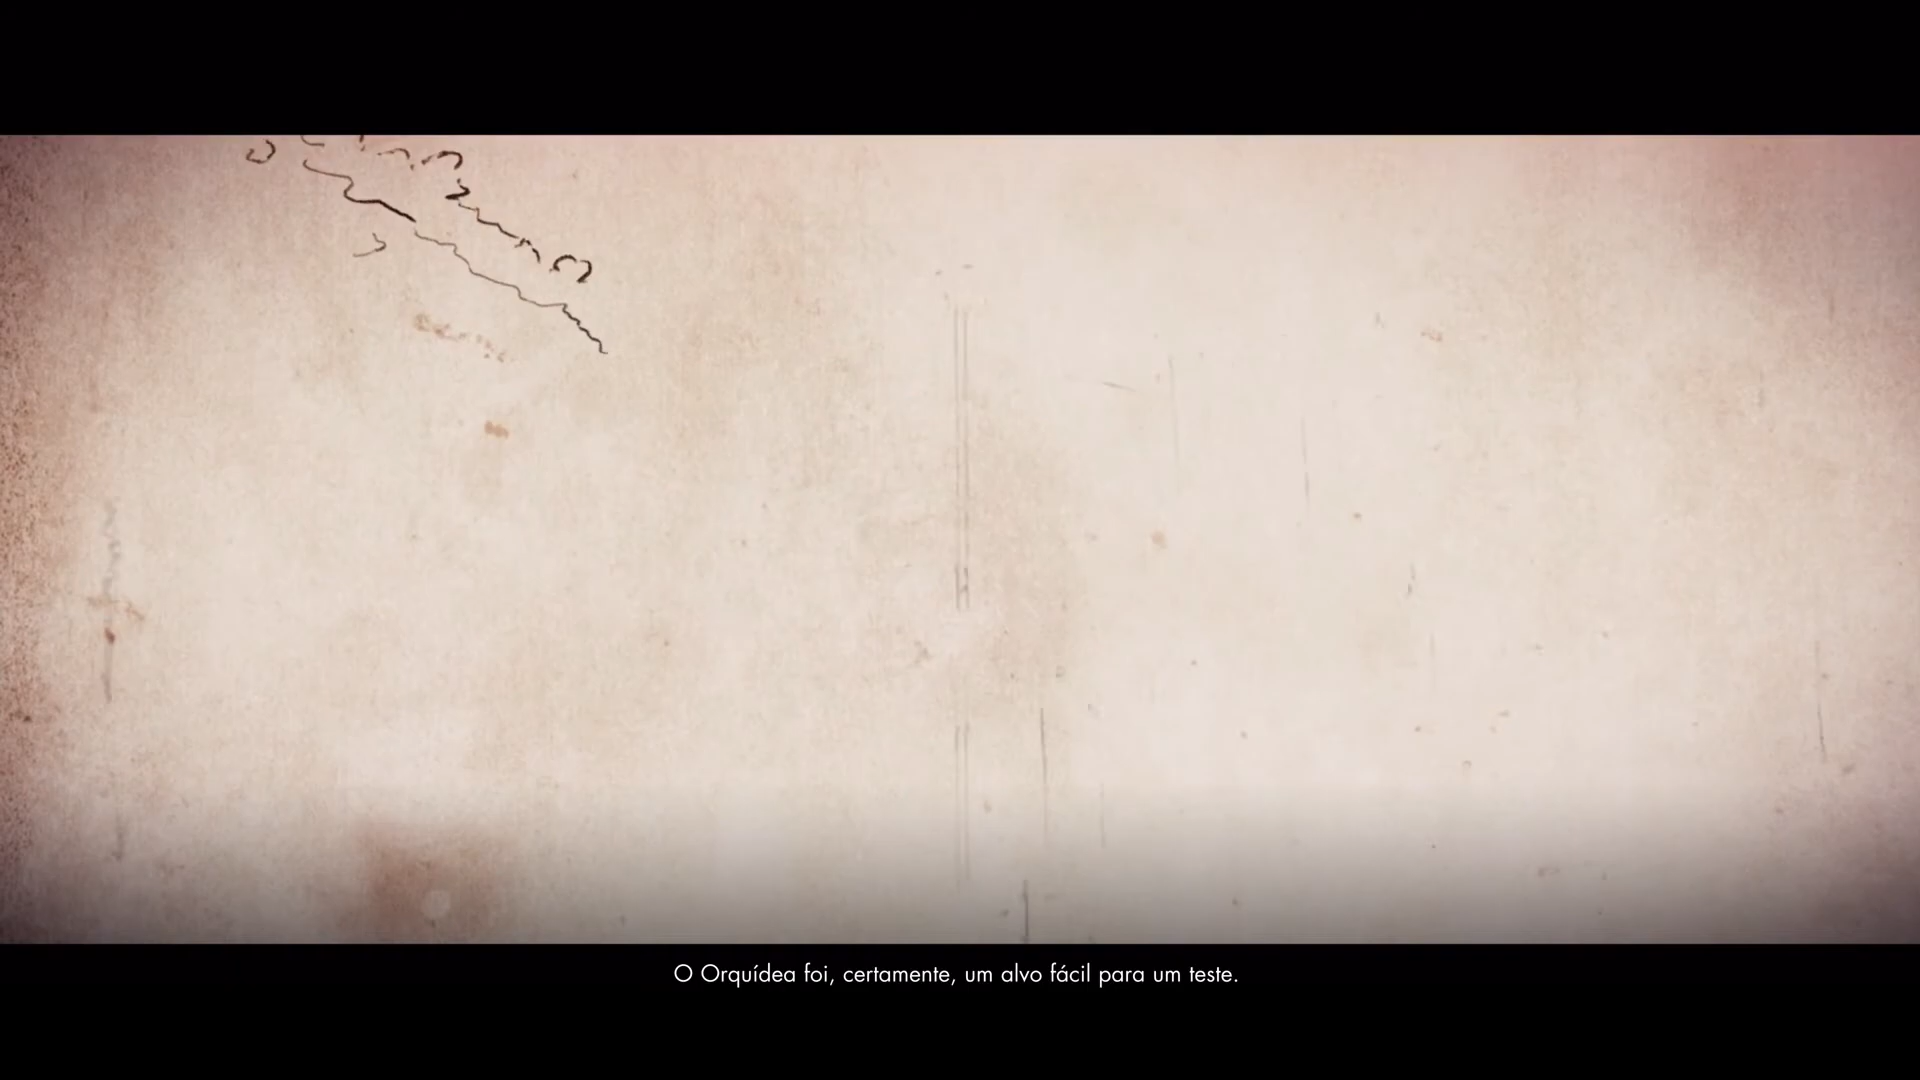 O Orquídea foi, certamente, um alvo fácil para um teste.